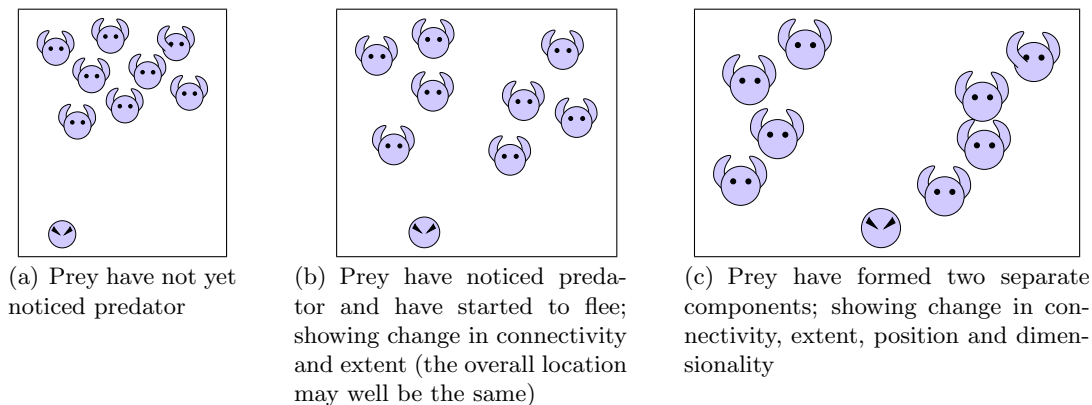 (a) Prey have not yet
noticed predator
(b) Prey have noticed preda-
tor and have started to flee;
showing change in connectivity
and extent (the overall location
may well be the same)
(c) Prey have formed two separate
components; showing change in con-
nectivity, extent, position and dimen-
sionality